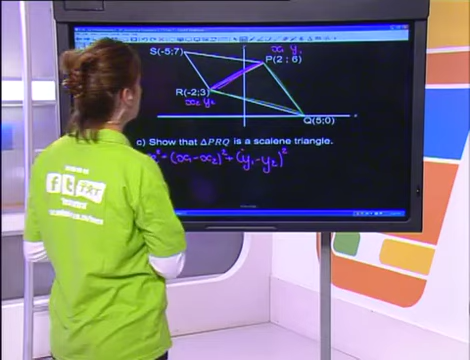 x₁ y₁
S(-5;7)
P(2 ; 6)
R(-2;3)
x₂ y₂
Q(5;0)
x
c) Show that ΔPRQ is a scalene triangle.
= (x₁-x₂)² + (y₁-y₂)²
f t